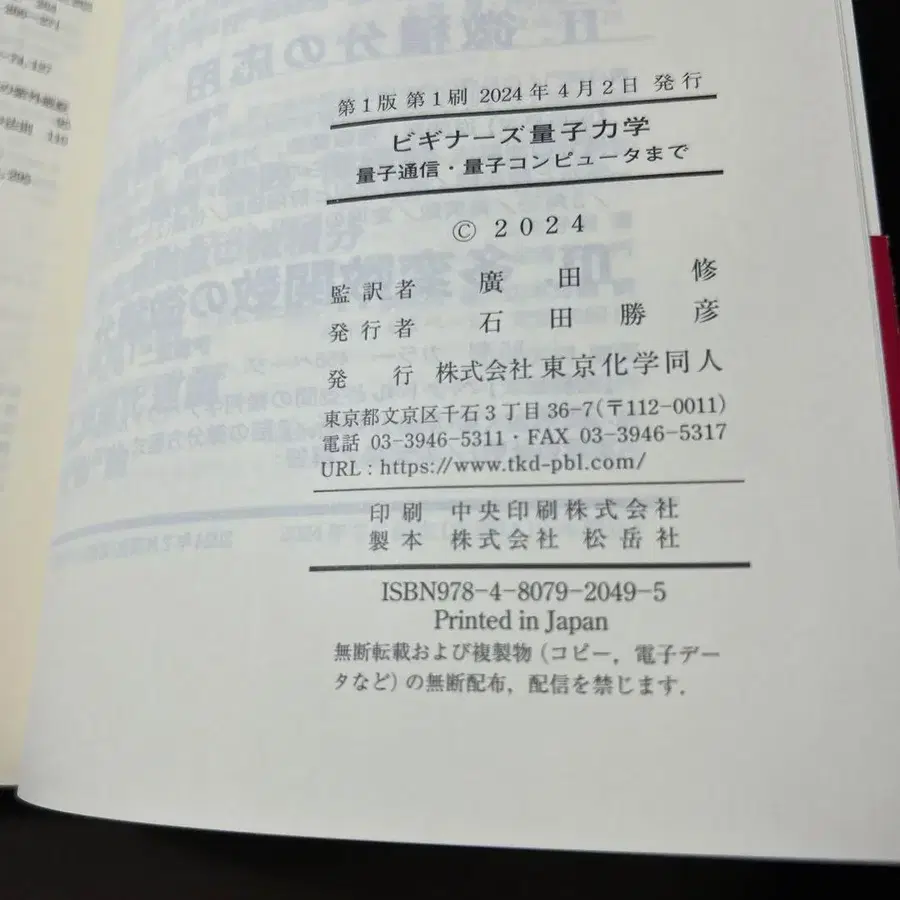 266-271
74, 127
法則 110
, 295
第1版 第1刷 2024年4月2日 発行
ビギナーズ量子力学
量子通信・量子コンピュータまで
© 2024
監訳者 廣田 修
発行者 石田勝彦
発行 株式会社東京化学同人
東京都文京区千石3丁目36-7(〒112-0011)
電話 03-3946-5311・FAX 03-3946-5317
URL : https://www.tkd-pbl.com/
印刷 中央印刷株式会社
製本 株式会社 松岳社
ISBN978-4-8079-2049-5
Printed in Japan
無断転載および複製物（コピー，電子デー
タなど）の無断配布，配信を禁じます．